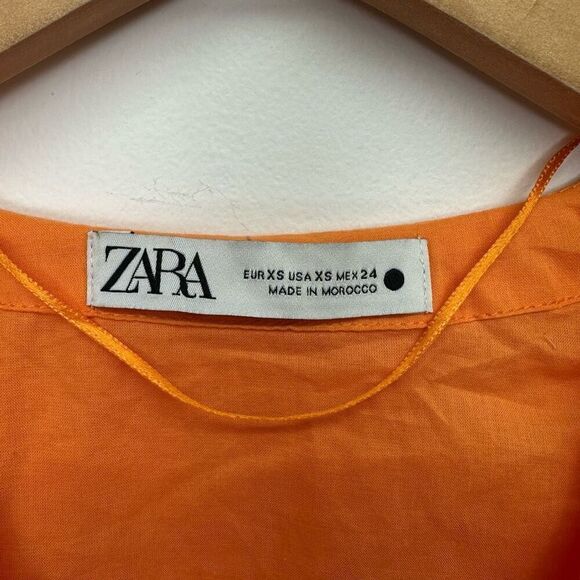 ZARA
EUR XS USA XS MEX 24
MADE IN MOROCCO